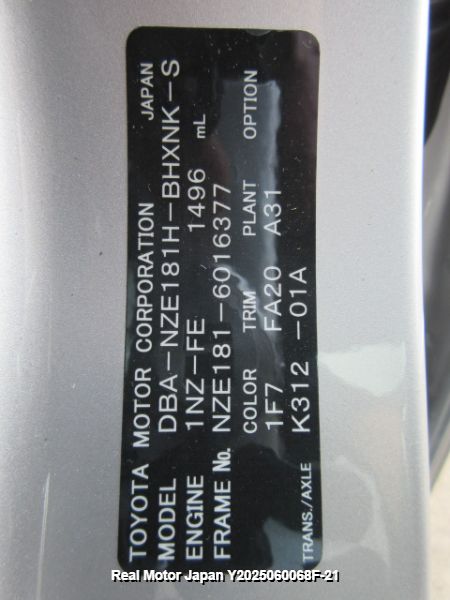 TOYOTA MOTOR CORPORATION JAPAN
MODEL DBA-NZE181H-BHXNK-S
ENGINE 1NZ-FE 1496 mL
FRAME No. NZE181-6016377
COLOR TRIM PLANT OPTION
1F7 FA20 A31
TRANS./AXLE K312 -01A
Real Motor Japan Y2025060068F-21